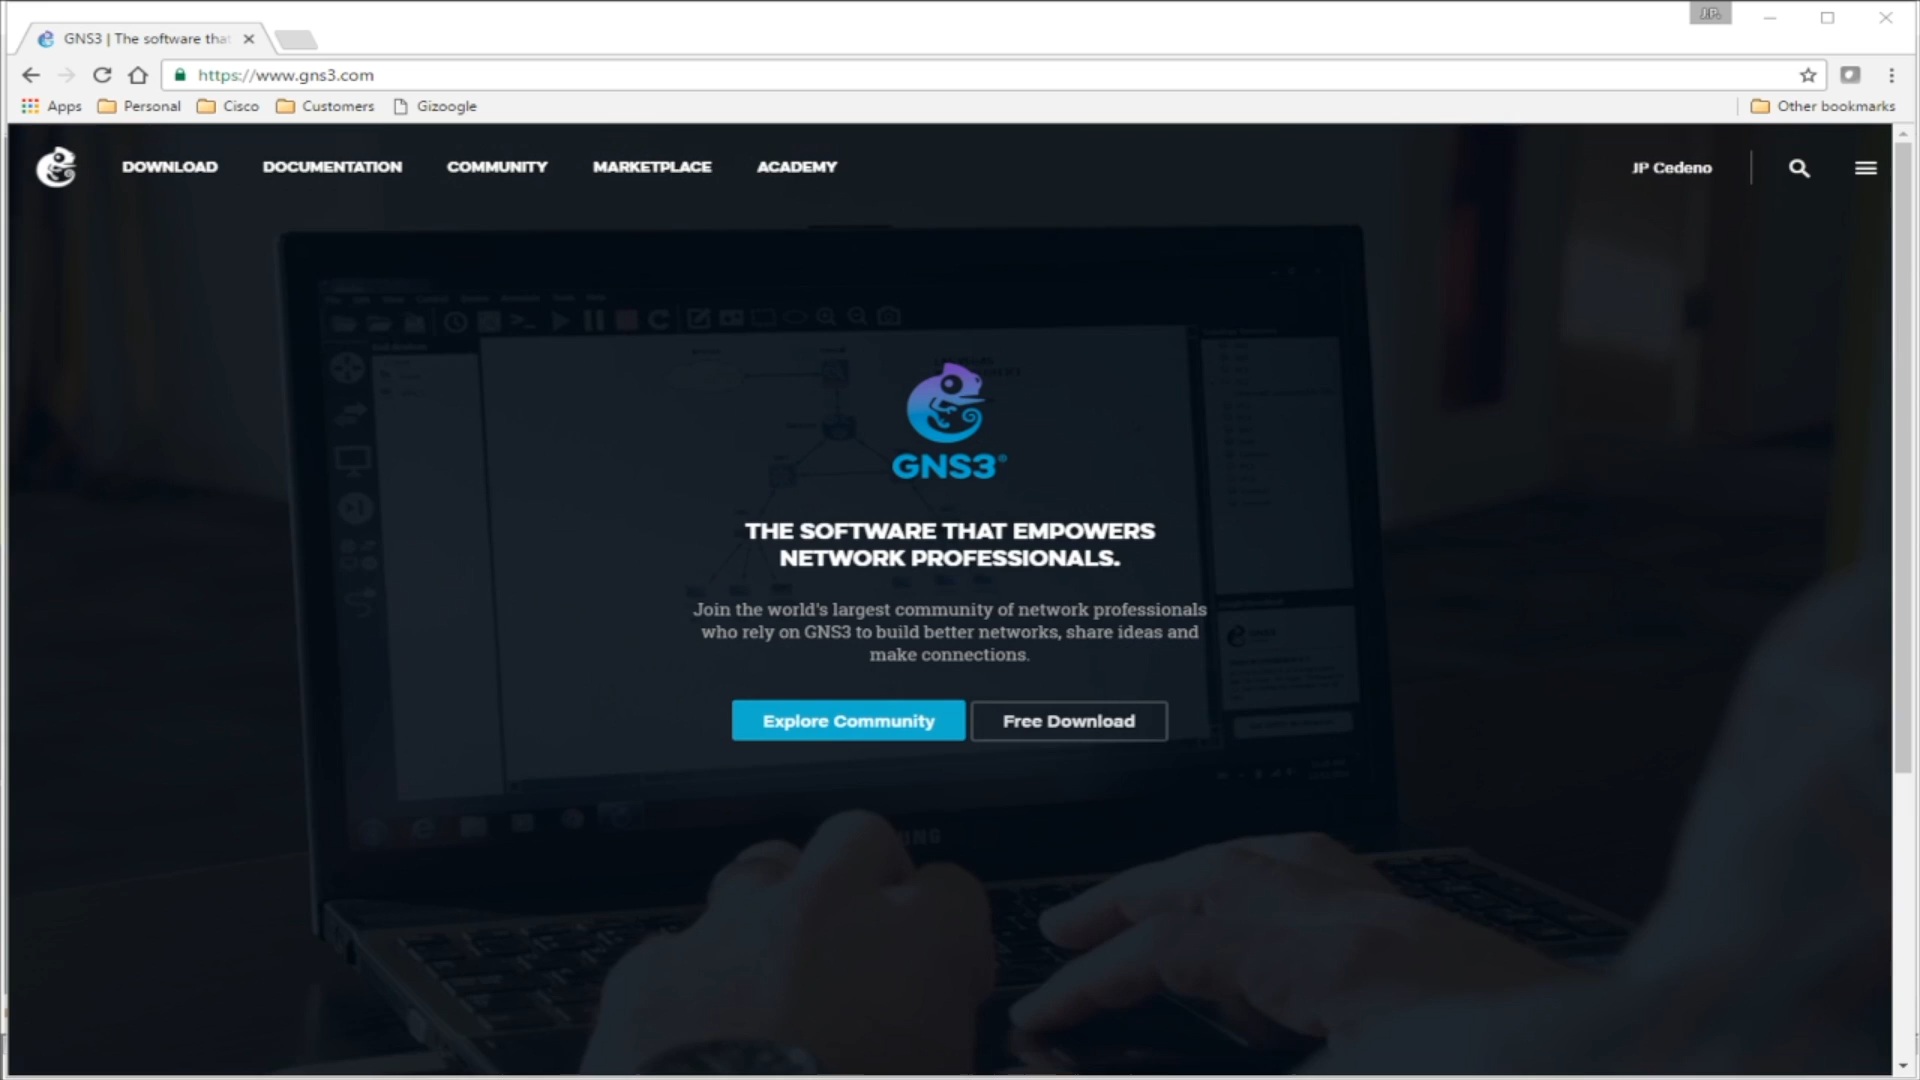 J.P.
GNS3 | The software that
https://www.gns3.com
Apps Personal Cisco Customers Gizoogle Other bookmarks
DOWNLOAD DOCUMENTATION COMMUNITY MARKETPLACE ACADEMY JP Cedeno
GNS3®
THE SOFTWARE THAT EMPOWERS
NETWORK PROFESSIONALS.
Join the world's largest community of network professionals
who rely on GNS3 to build better networks, share ideas and
make connections.
Explore Community Free Download